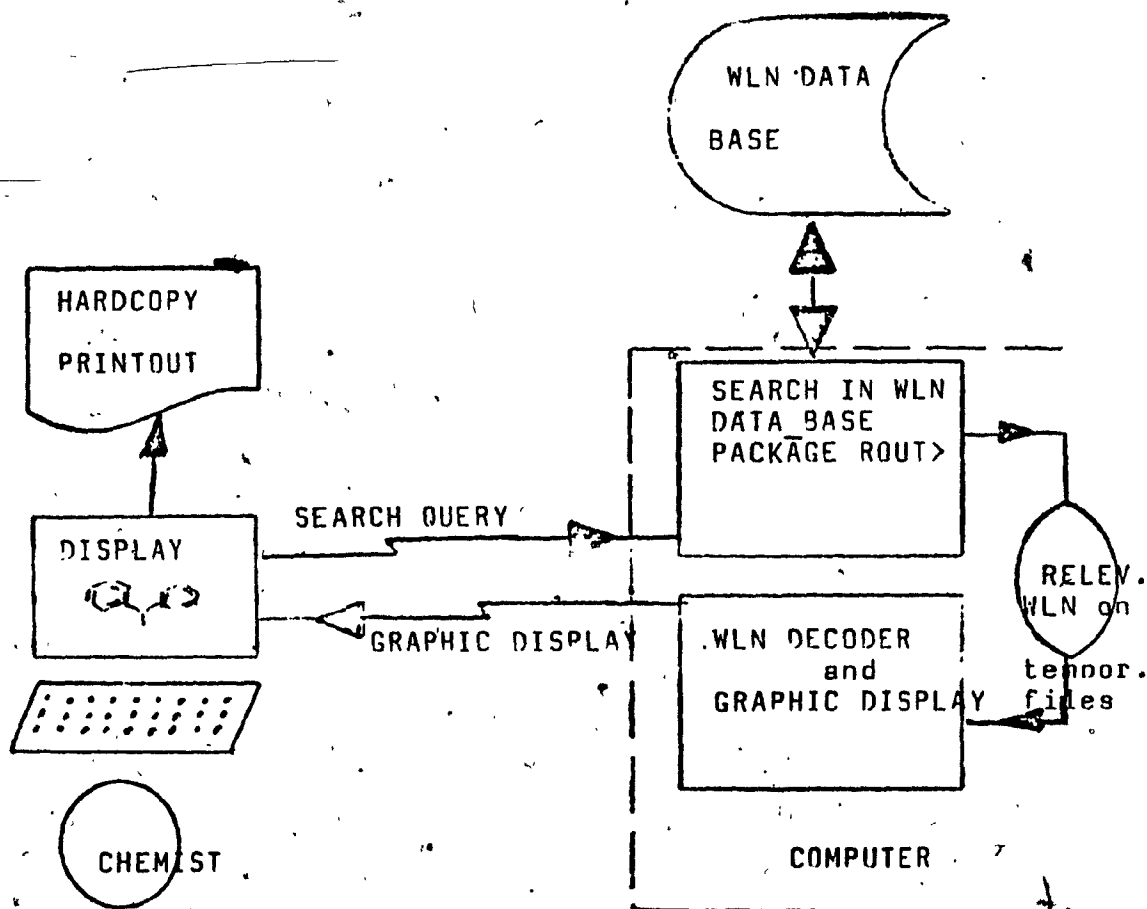 WLN DATA
BASE
HARDCOPY
PRINTOUT
SEARCH IN WLN
DATA BASE
PACKAGE ROUT>
SEARCH QUERY
DISPLAY
RELEV.
WLN on
tempor.
files
GRAPHIC DISPLAY
WLN DECODER
and
GRAPHIC DISPLAY
CHEMIST
COMPUTER